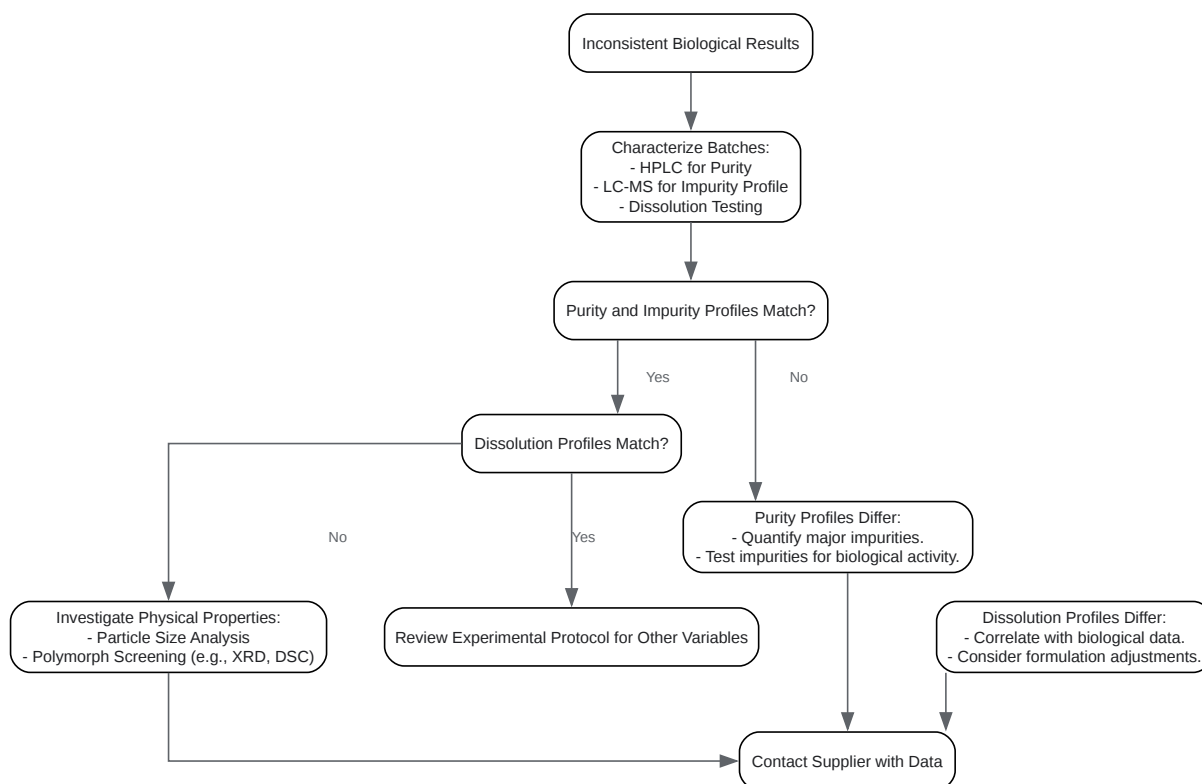 Inconsistent Biological Results
Characterize Batches:
- HPLC for Purity
- LC-MS for Impurity Profile
- Dissolution Testing
Purity and Impurity Profiles Match?
Yes
No
Dissolution Profiles Match?
No
Yes
Purity Profiles Differ:
- Quantify major impurities.
- Test impurities for biological activity.
Investigate Physical Properties:
- Particle Size Analysis
- Polymorph Screening (e.g., XRD, DSC)
Review Experimental Protocol for Other Variables
Dissolution Profiles Differ:
- Correlate with biological data.
- Consider formulation adjustments.
Contact Supplier with Data